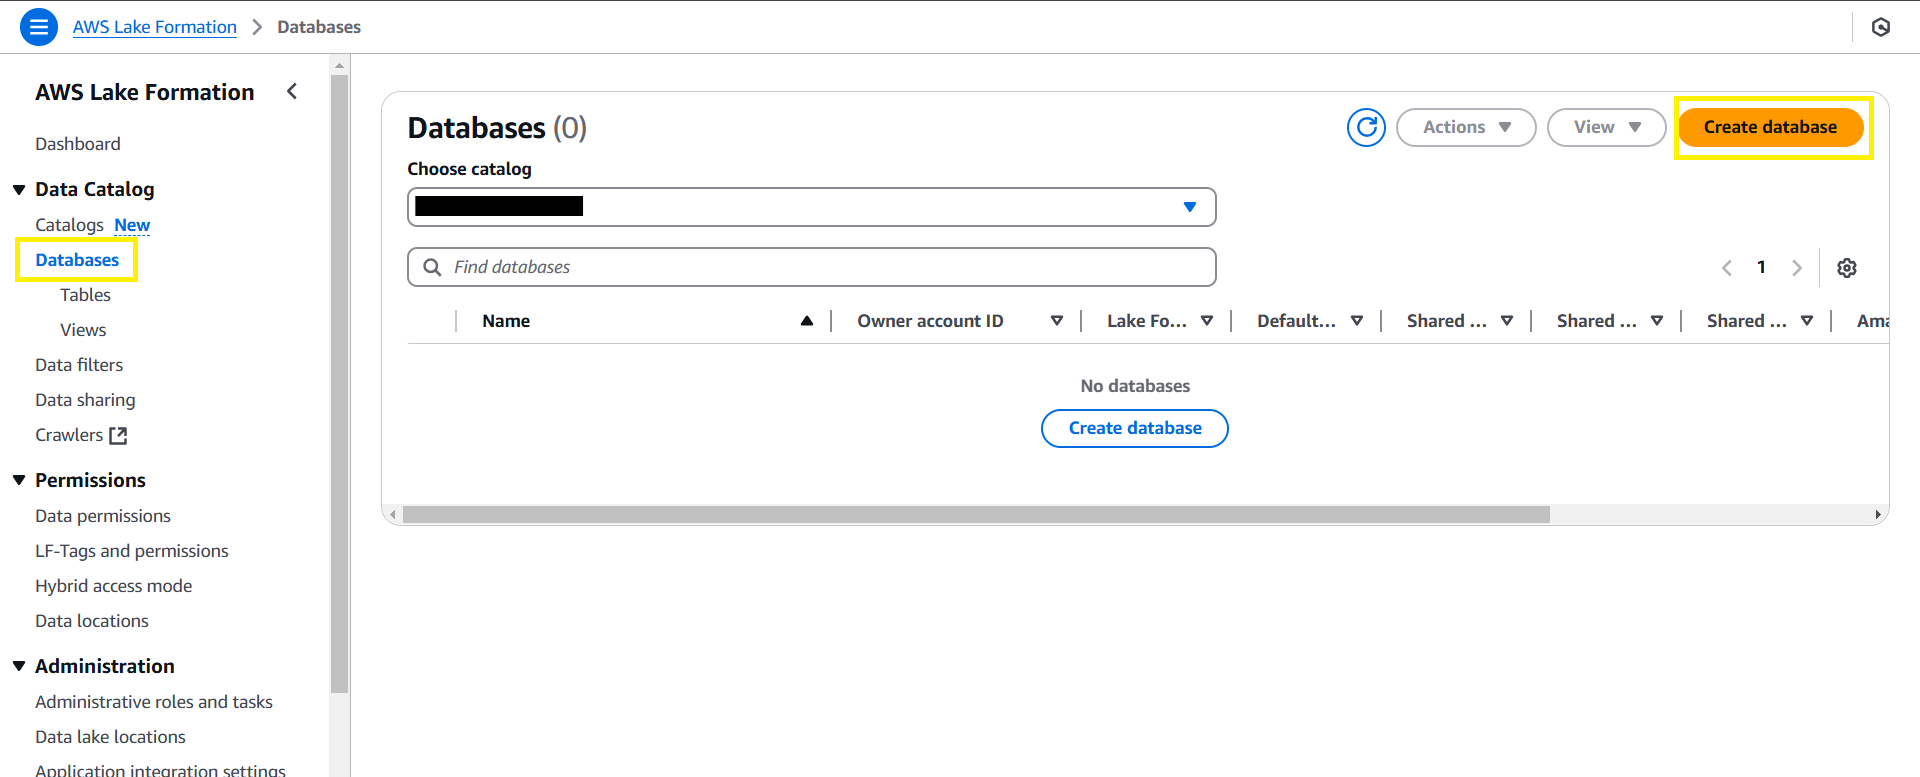 AWS Lake Formation > Databases
AWS Lake Formation
Dashboard
Data Catalog
Catalogs New
Databases
Tables
Views
Data filters
Data sharing
Crawlers
Permissions
Data permissions
LF-Tags and permissions
Hybrid access mode
Data locations
Administration
Administrative roles and tasks
Data lake locations
Application integration settings
Databases (0)
Actions
View
Create database
Choose catalog
Find databases
1
Name
Owner account ID
Lake Fo...
Default...
Shared ...
Shared ...
Shared ...
Ama
No databases
Create database